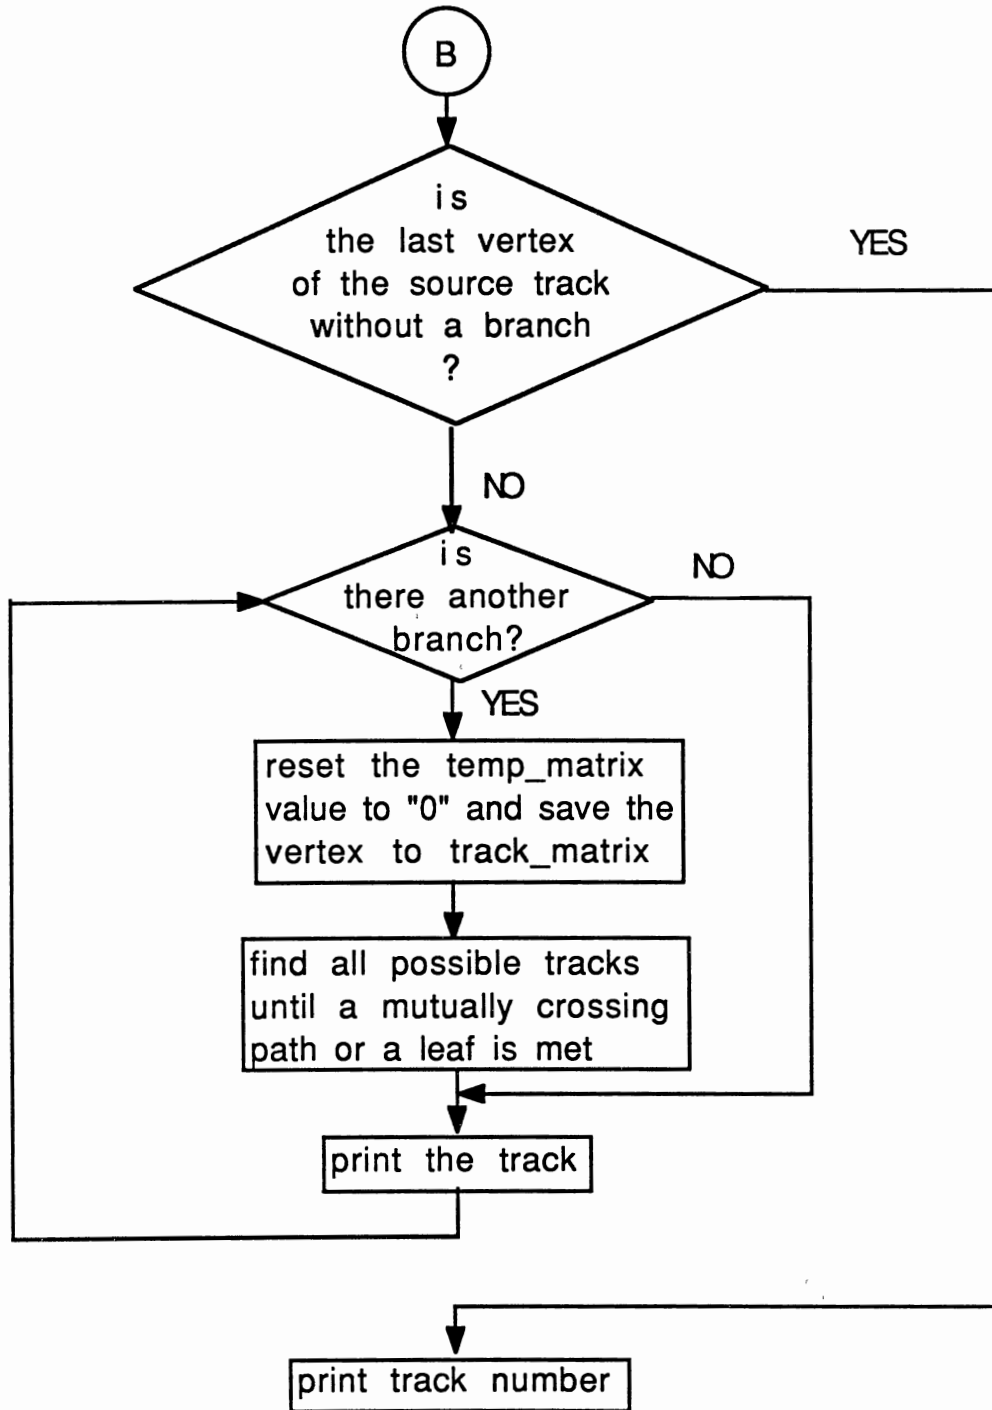 B
is
the last vertex
of the source track
without a branch
?
YES
NO
is
there another
branch?
NO
YES
reset the temp_matrix
value to "0" and save the
vertex to track_matrix
find all possible tracks
until a mutually crossing
path or a leaf is met
print the track
print track number